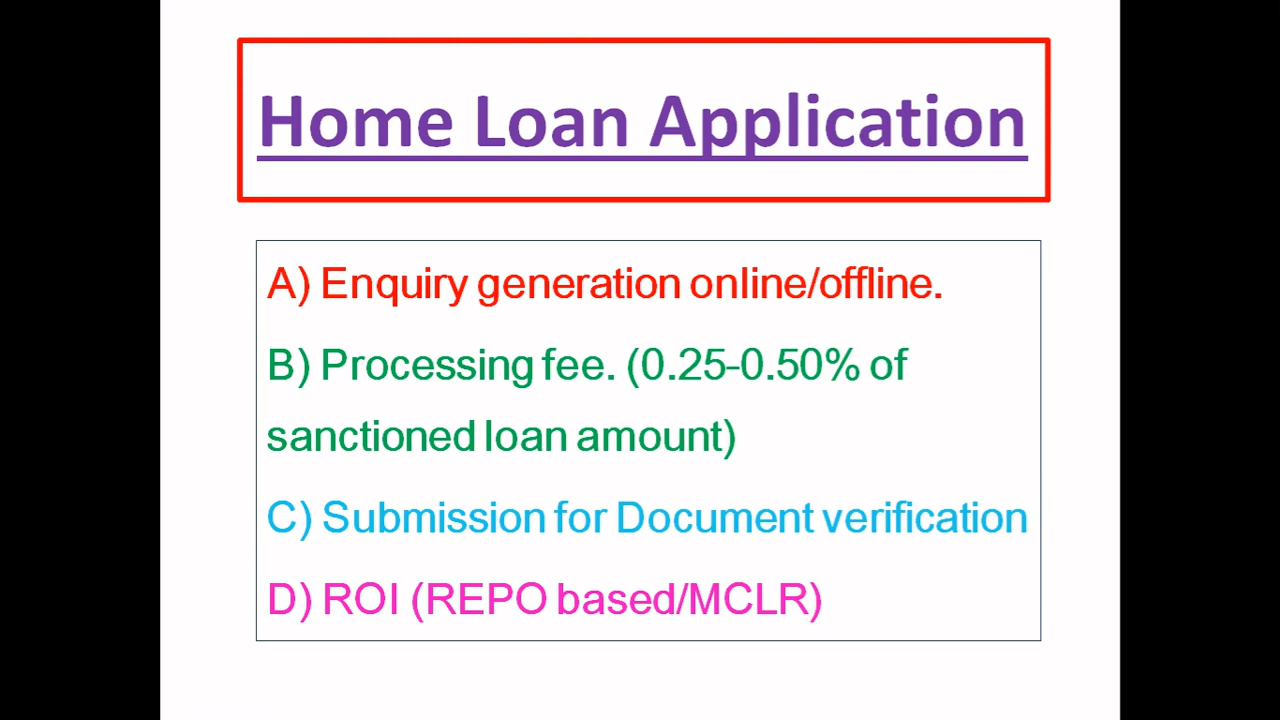 Home Loan Application
A) Enquiry generation online/offline.
B) Processing fee. (0.25-0.50% of
sanctioned loan amount)
C) Submission for Document verification
D) ROI (REPO based/MCLR)